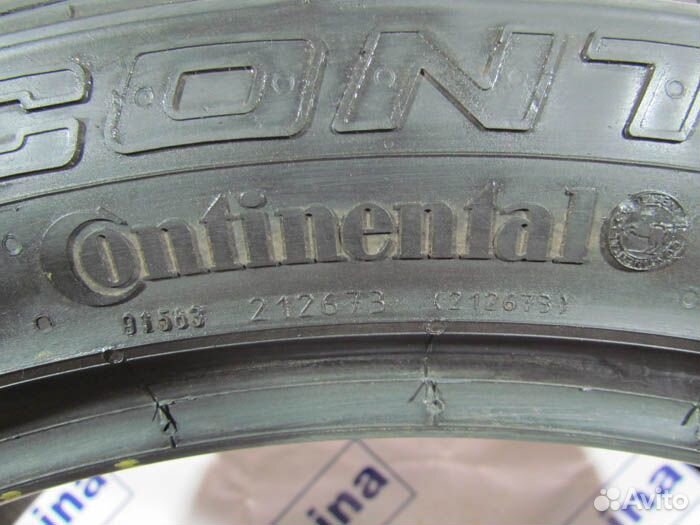 CONT
Continental
91563 212673 (212673)
ina
Avito